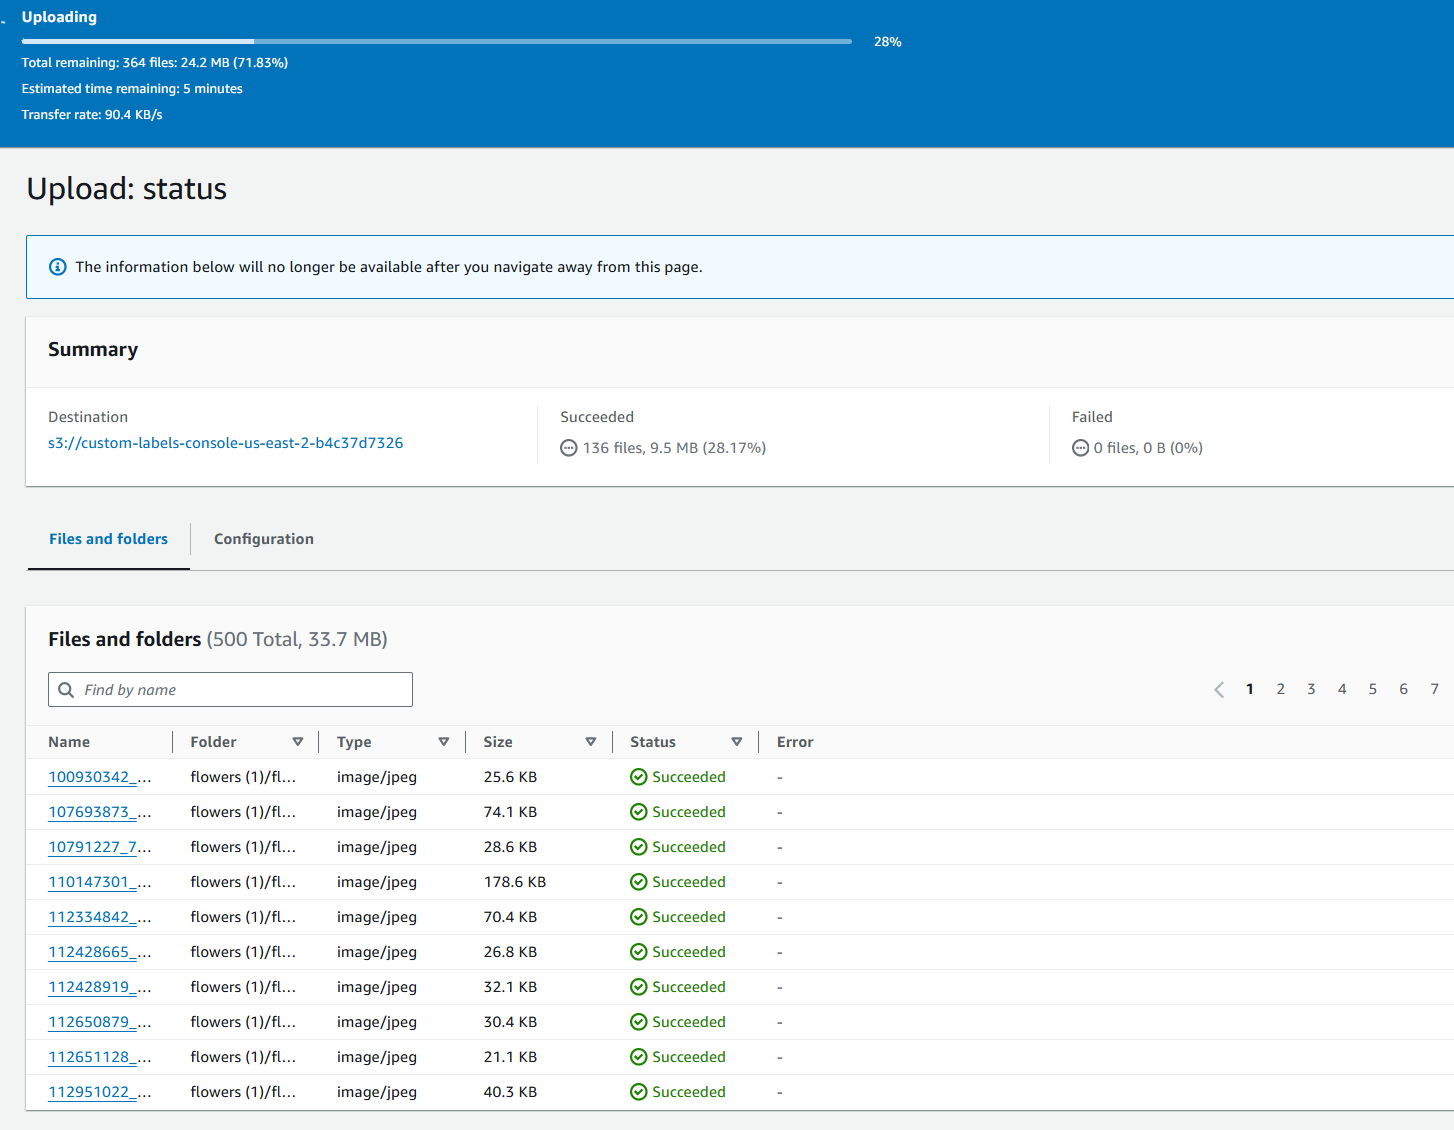 Uploading
28%
Total remaining: 364 files: 24.2 MB (71.83%)
Estimated time remaining: 5 minutes
Transfer rate: 90.4 KB/s
Upload: status
The information below will no longer be available after you navigate away from this page.
Summary
Destination Succeeded Failed
s3://custom-labels-console-us-east-2-b4c37d7326 136 files, 9.5 MB (28.17%) 0 files, 0 B (0%)
Files and folders Configuration
Files and folders (500 Total, 33.7 MB)
Find by name 1 2 3 4 5 6 7
Name Folder Type Size Status Error
100930342_... flowers (1)/fl... image/jpeg 25.6 KB Succeeded -
107693873_... flowers (1)/fl... image/jpeg 74.1 KB Succeeded -
10791227_7... flowers (1)/fl... image/jpeg 28.6 KB Succeeded -
110147301_... flowers (1)/fl... image/jpeg 178.6 KB Succeeded -
112334842_... flowers (1)/fl... image/jpeg 70.4 KB Succeeded -
112428665_... flowers (1)/fl... image/jpeg 26.8 KB Succeeded -
112428919_... flowers (1)/fl... image/jpeg 32.1 KB Succeeded -
112650879_... flowers (1)/fl... image/jpeg 30.4 KB Succeeded -
112651128_... flowers (1)/fl... image/jpeg 21.1 KB Succeeded -
112951022_... flowers (1)/fl... image/jpeg 40.3 KB Succeeded -